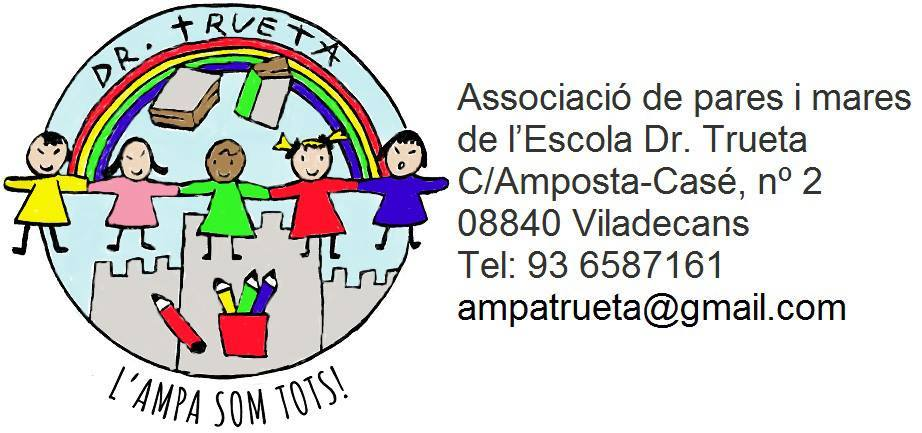 DR. TRUETA
L'AMPA SOM TOTS!
Associació de pares i mares
de l’Escola Dr. Trueta
C/Amposta-Casé, nº 2
08840 Viladecans
Tel: 93 6587161
ampatrueta@gmail.com